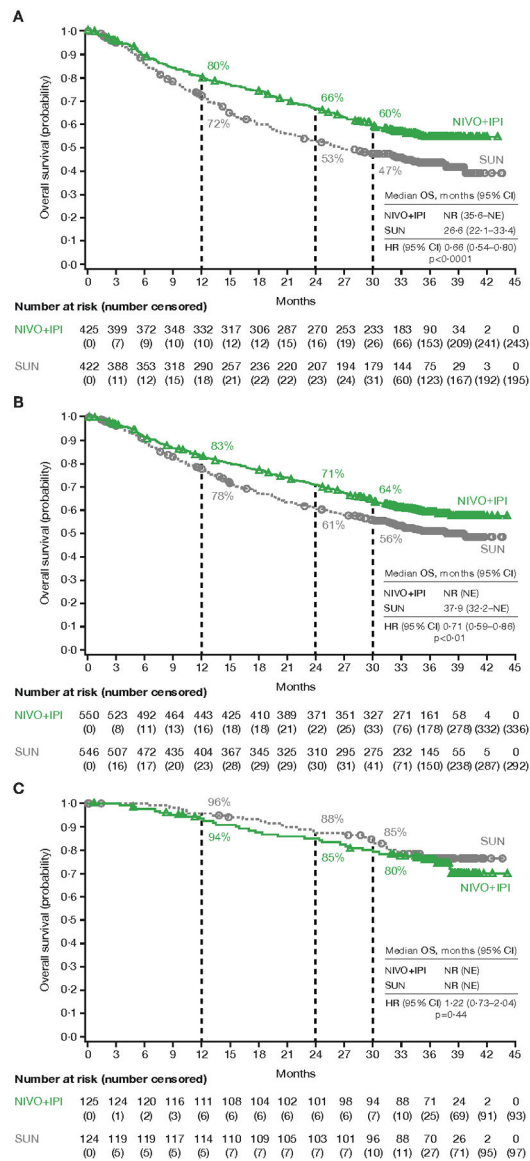 A
1·0
0·9
0·8
0·7
0·6
0·5
0·4
0·3
0·2
0·1
0·0
Overall survival (probability)
80%
66%
60%
NIVO+IPI
72%
53%
47%
SUN
Median OS, months (95% CI)
NIVO+IPI NR (35·6–NE)
SUN 26·6 (22·1–33·4)
HR (95% CI) 0·66 (0·54–0·80)
p<0·0001
0 3 6 9 12 15 18 21 24 27 30 33 36 39 42 45
Months
Number at risk (number censored)
NIVO+IPI 425 399 372 348 332 317 306 287 270 253 233 183 90 34 2 0
(0) (7) (9) (10) (10) (12) (12) (15) (16) (19) (26) (66) (153) (209) (241) (243)
SUN 422 388 353 318 290 257 236 220 207 194 179 144 75 29 3 0
(0) (11) (12) (15) (18) (21) (22) (22) (23) (24) (31) (60) (123) (167) (192) (195)
B
1·0
0·9
0·8
0·7
0·6
0·5
0·4
0·3
0·2
0·1
0·0
Overall survival (probability)
83%
71%
64%
NIVO+IPI
78%
61%
56%
SUN
Median OS, months (95% CI)
NIVO+IPI NR (NE)
SUN 37·9 (32·2–NE)
HR (95% CI) 0·71 (0·59–0·86)
p<0·01
0 3 6 9 12 15 18 21 24 27 30 33 36 39 42 45
Months
Number at risk (number censored)
NIVO+IPI 550 523 492 464 443 425 410 389 371 351 327 271 161 58 4 0
(0) (8) (11) (13) (16) (18) (18) (21) (22) (25) (33) (76) (178) (278) (332) (336)
SUN 546 507 472 435 404 367 345 325 310 295 275 232 145 55 5 0
(0) (16) (17) (20) (23) (28) (29) (29) (30) (31) (41) (71) (150) (238) (287) (292)
C
1·0
0·9
0·8
0·7
0·6
0·5
0·4
0·3
0·2
0·1
0·0
Overall survival (probability)
96%
88%
85%
SUN
94%
85%
80%
NIVO+IPI
Median OS, months (95% CI)
NIVO+IPI NR (NE)
SUN NR (NE)
HR (95% CI) 1·22 (0·73–2·04)
p=0·44
0 3 6 9 12 15 18 21 24 27 30 33 36 39 42 45
Months
Number at risk (number censored)
NIVO+IPI 125 124 120 116 111 108 104 102 101 98 94 88 71 24 2 0
(0) (1) (2) (3) (6) (6) (6) (6) (6) (6) (7) (10) (25) (69) (91) (93)
SUN 124 119 119 117 114 110 109 105 103 101 96 88 70 26 2 0
(0) (5) (5) (5) (5) (7) (7) (7) (7) (7) (10) (11) (27) (71) (95) (97)